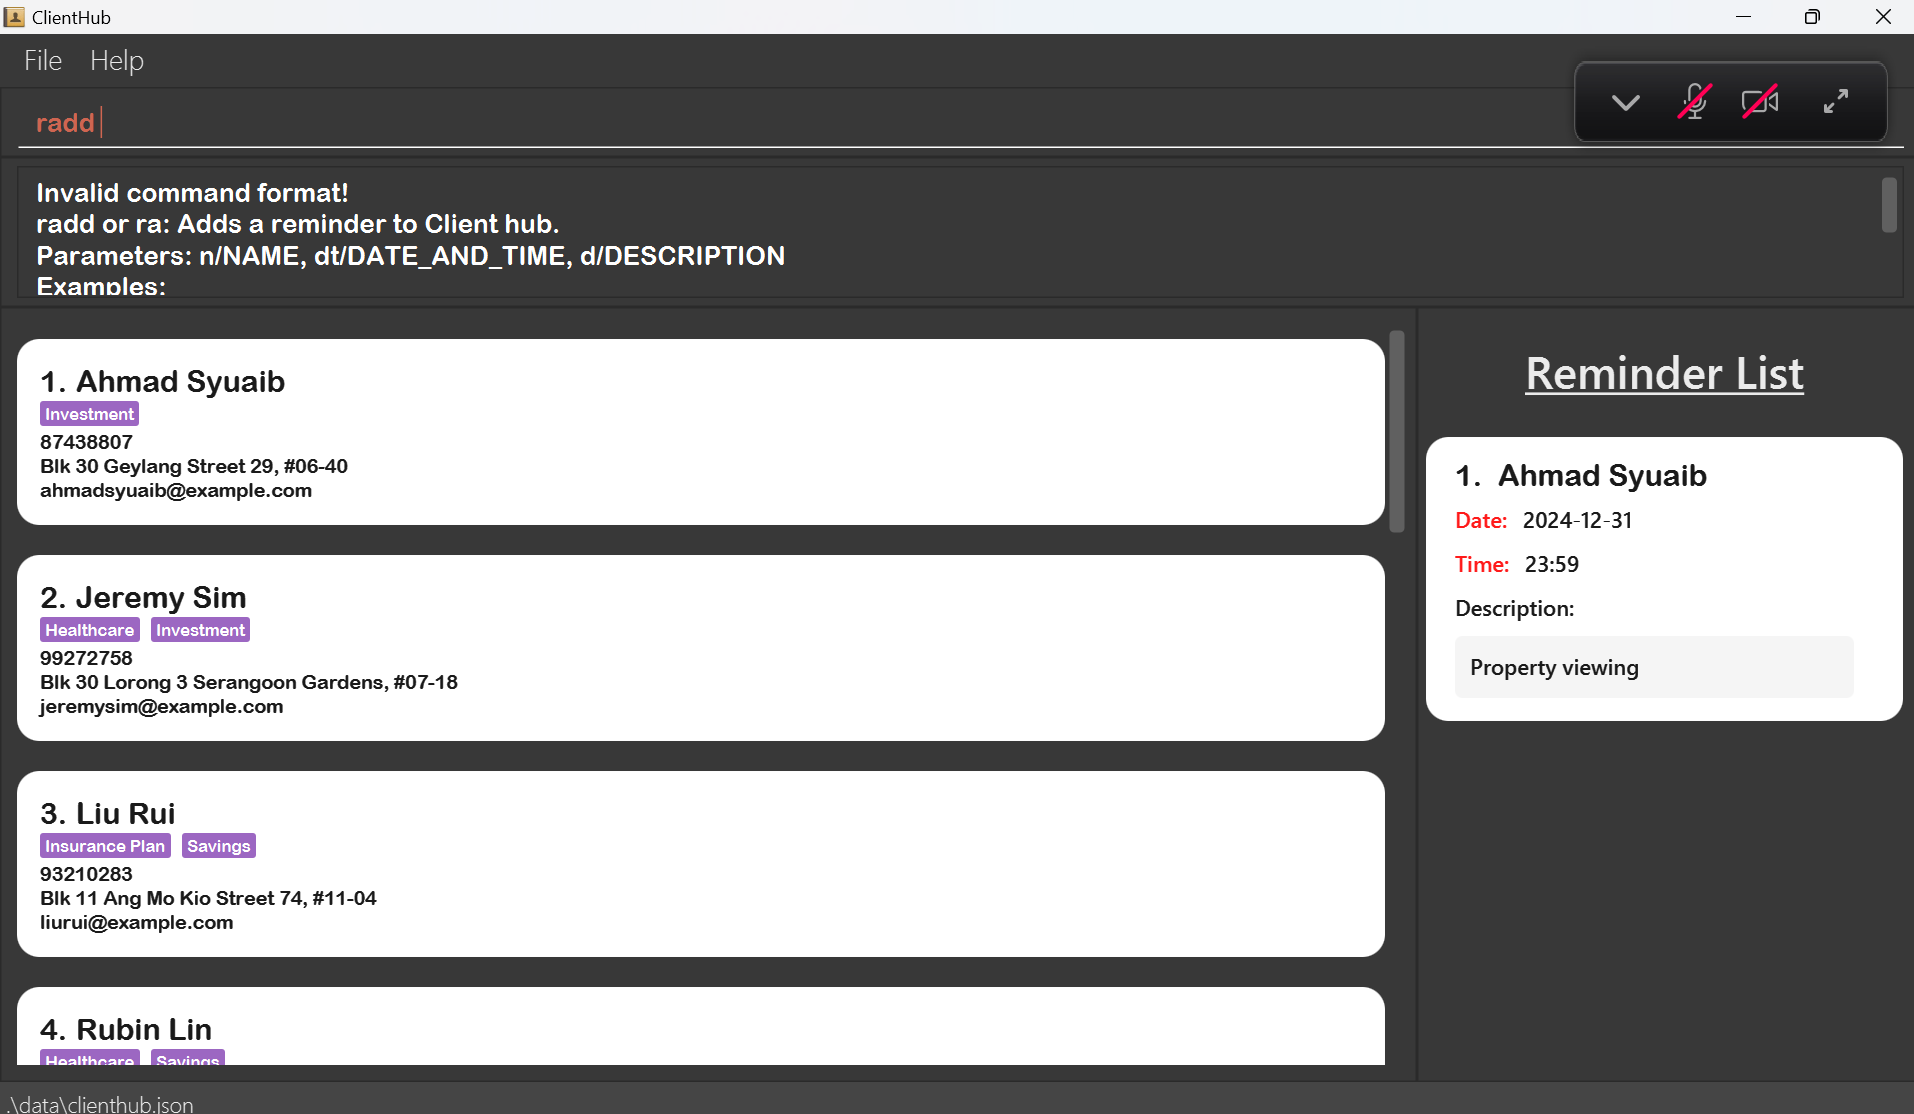 ClientHub
File Help
radd
Invalid command format!
radd or ra: Adds a reminder to Client hub.
Parameters: n/NAME, dt/DATE_AND_TIME, d/DESCRIPTION
Examples:
1. Ahmad Syuaib
Investment
87438807
Blk 30 Geylang Street 29, #06-40
ahmadsyuaib@example.com
2. Jeremy Sim
Healthcare Investment
99272758
Blk 30 Lorong 3 Serangoon Gardens, #07-18
jeremysim@example.com
3. Liu Rui
Insurance Plan Savings
93210283
Blk 11 Ang Mo Kio Street 74, #11-04
liurui@example.com
4. Rubin Lin
Healthcare Savings
Reminder List
1. Ahmad Syuaib
Date: 2024-12-31
Time: 23:59
Description:
Property viewing
.\data\clienthub.json